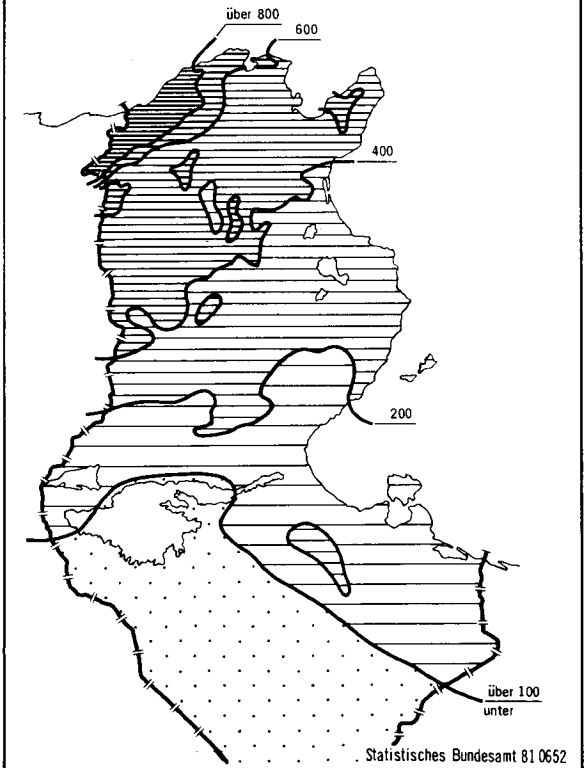 über 800
600
400
200
über 100
unter
Statistisches Bundesamt 81 0652